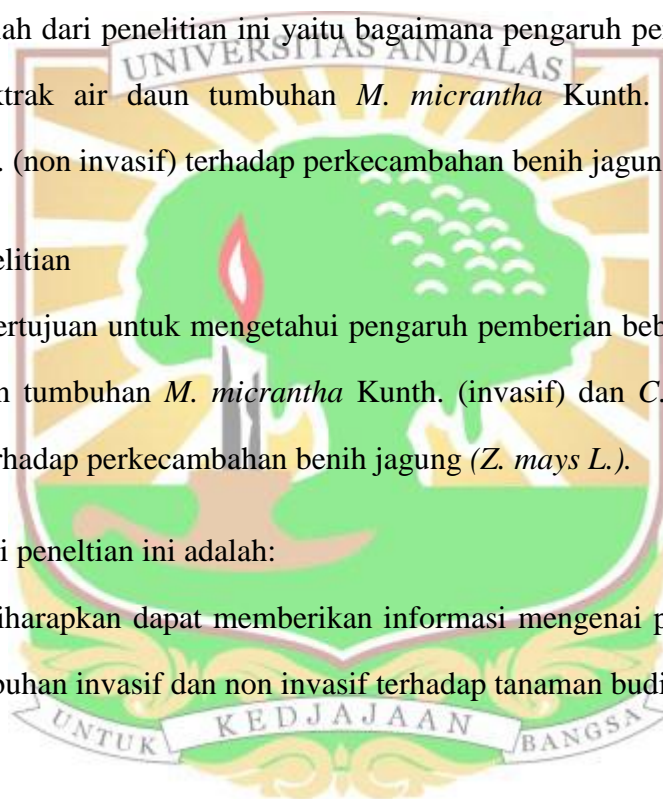 lah dari penelitian ini yaitu bagaimana pengaruh pe
UNIVERSITAS ANDALAS
xtrak air daun tumbuhan M. micrantha Kunth.
. (non invasif) terhadap perkecambahan benih jagun
elitian
ertujuan untuk mengetahui pengaruh pemberian beb
n tumbuhan M. micrantha Kunth. (invasif) dan C.
rhadap perkecambahan benih jagung (Z. mays L.).
i peneltian ini adalah:
iharapkan dapat memberikan informasi mengenai p
buhan invasif dan non invasif terhadap tanaman budi
UNTUK KEDJAJAAN BANGSA